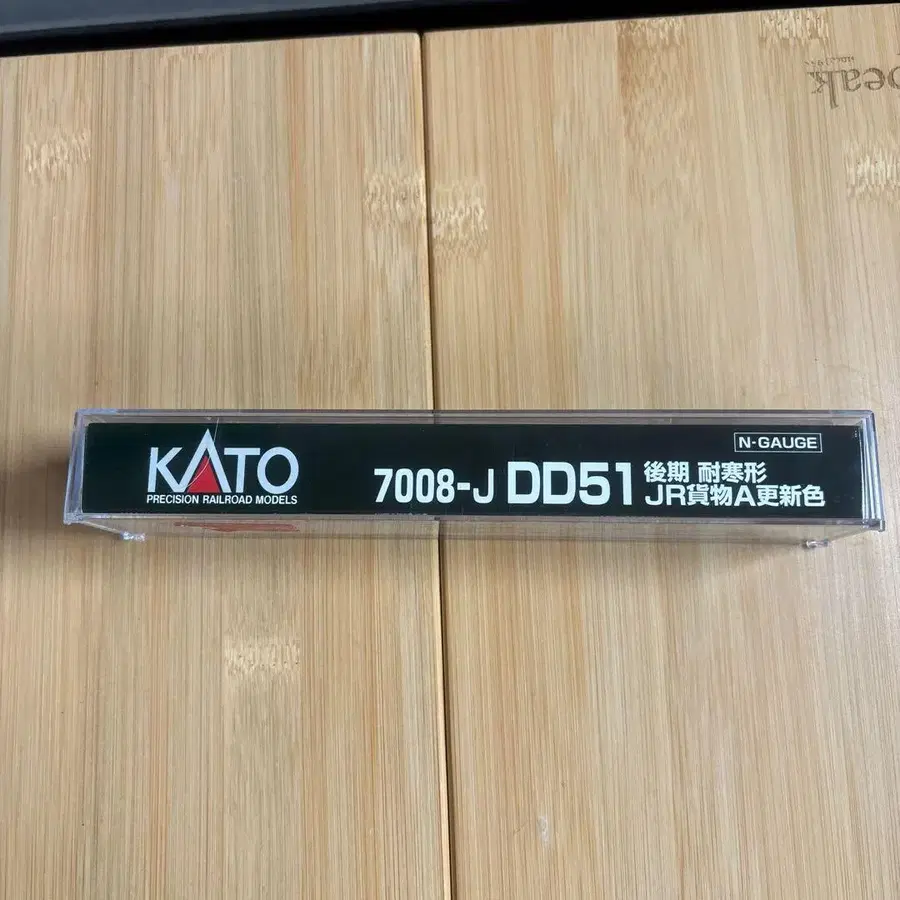 peak
KATO
PRECISION RAILROAD MODELS
7008-J DD51
後期 耐寒形
JR貨物A更新色
N-GAUGE